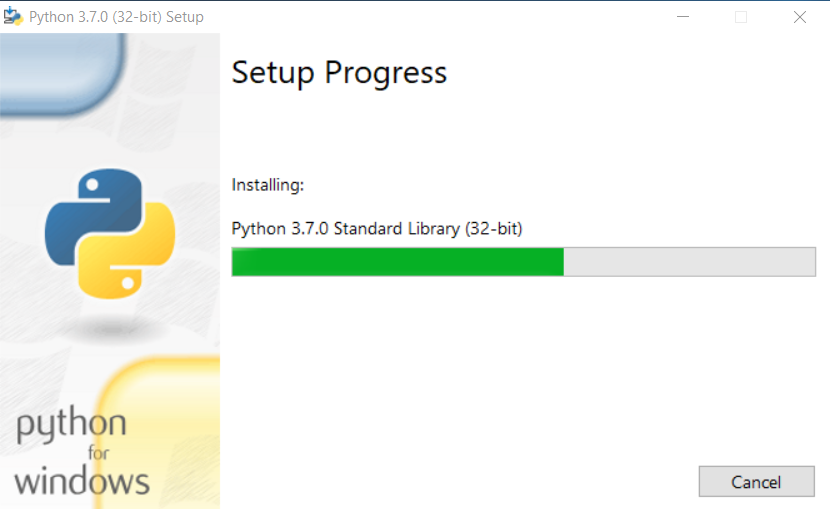 Python 3.7.0 (32-bit) Setup
Setup Progress
Installing:
Python 3.7.0 Standard Library (32-bit)
python
for
windows
Cancel